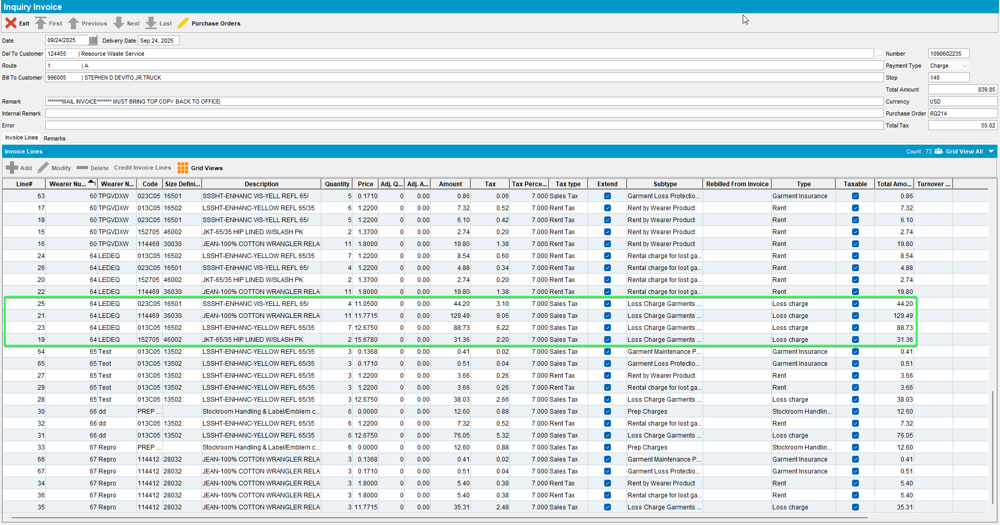 Inquiry Invoice
Exit First Previous Next Last Purchase Orders
Date 09/24/2025 16 Delivery Date Sep 24, 2025
Del To Customer 124455 | Resource Waste Service ... Number 1090602235
Route 1 | A Payment Type Charge
Bill To Customer 996005 | STEPHEN D DEVITO,JR.TRUCK Stop 140
Total Amount 839.85
Remark *******MAIL INVOICE******* MUST BRING TOP COPY BACK TO OFFICE| Currency USD
Internal Remark Purchase Order 6Q214
Error Total Tax 55.02
Invoice Lines Remarks
Invoice Lines Count : 73 Grid View All
Add Modify Delete Credit Invoice Lines Grid Views
Line# Wearer Nu... 1 Wearer N... Code Size Defini... Description Quantity Price Adj. Q... Adj. A... Amount Tax Tax Perce... Tax type Extend Subtype Rebilled From Invoice Type Taxable Total Amo... Turnover ...
63 60 TPGVDXW 023C05 16501 SSSHT-ENHANC VIS-YELL REFL 65/ 5 0.1710 0 0.00 0.86 0.06 7.000 Sales Tax Garment Loss Protectio... Garment Insurance 0.86
17 60 TPGVDXW 013C05 16502 LSSHT-ENHANC-YELLOW REFL 65/35 6 1.2200 0 0.00 7.32 0.52 7.000 Rent Tax Rent by Wearer Product Rent 7.32
18 60 TPGVDXW 023C05 16501 SSSHT-ENHANC VIS-YELL REFL 65/ 5 1.2200 0 0.00 6.10 0.42 7.000 Rent Tax Rent by Wearer Product Rent 6.10
15 60 TPGVDXW 152705 46002 JKT-65/35 HIP LINED W/SLASH PK 2 1.3700 0 0.00 2.74 0.20 7.000 Rent Tax Rent by Wearer Product Rent 2.74
16 60 TPGVDXW 114469 30030 JEAN-100% COTTON WRANGLER RELA 11 1.8000 0 0.00 19.80 1.38 7.000 Rent Tax Rent by Wearer Product Rent 19.80
24 64 LEDEQ 013C05 16502 LSSHT-ENHANC-YELLOW REFL 65/35 7 1.2200 0 0.00 8.54 0.60 7.000 Rent Tax Rental charge for lost ga... Rent 8.54
26 64 LEDEQ 023C05 16501 SSSHT-ENHANC VIS-YELL REFL 65/ 4 1.2200 0 0.00 4.88 0.34 7.000 Rent Tax Rental charge for lost ga... Rent 4.88
20 64 LEDEQ 152705 46002 JKT-65/35 HIP LINED W/SLASH PK 2 1.3700 0 0.00 2.74 0.20 7.000 Rent Tax Rental charge for lost ga... Rent 2.74
22 64 LEDEQ 114469 36030 JEAN-100% COTTON WRANGLER RELA 11 1.8000 0 0.00 19.80 1.38 7.000 Rent Tax Rental charge for lost ga... Rent 19.80
25 64 LEDEQ 023C05 16501 SSSHT-ENHANC VIS-YELL REFL 65/ 4 11.0500 0 0.00 44.20 3.10 7.000 Sales Tax Loss Charge Garments ... Loss charge 44.20
21 64 LEDEQ 114469 36030 JEAN-100% COTTON WRANGLER RELA 11 11.7715 0 0.00 129.49 9.06 7.000 Sales Tax Loss Charge Garments ... Loss charge 129.49
23 64 LEDEQ 013C05 16502 LSSHT-ENHANC-YELLOW REFL 65/35 7 12.6750 0 0.00 88.73 6.22 7.000 Sales Tax Loss Charge Garments ... Loss charge 88.73
19 64 LEDEQ 152705 46002 JKT-65/35 HIP LINED W/SLASH PK 2 15.6780 0 0.00 31.36 2.20 7.000 Sales Tax Loss Charge Garments ... Loss charge 31.36
64 65 Test 013C05 13502 LSSHT-ENHANC-YELLOW REFL 65/35 3 0.1368 0 0.00 0.41 0.02 7.000 Sales Tax Garment Maintenance P... Garment Insurance 0.41
65 65 Test 013C05 13502 LSSHT-ENHANC-YELLOW REFL 65/35 3 0.1710 0 0.00 0.51 0.04 7.000 Sales Tax Garment Loss Protectio... Garment Insurance 0.51
27 65 Test 013C05 13502 LSSHT-ENHANC-YELLOW REFL 65/35 3 1.2200 0 0.00 3.66 0.26 7.000 Rent Tax Rent by Wearer Product Rent 3.66
29 65 Test 013C05 13502 LSSHT-ENHANC-YELLOW REFL 65/35 3 1.2200 0 0.00 3.66 0.26 7.000 Rent Tax Rental charge for lost ga... Rent 3.66
28 65 Test 013C05 13502 LSSHT-ENHANC-YELLOW REFL 65/35 3 12.6750 0 0.00 38.03 2.66 7.000 Sales Tax Loss Charge Garments ... Loss charge 38.03
30 66 dd PREP ... Stockroom Handling & Label/Emblem c... 6 0.0000 0 0.00 12.60 0.88 7.000 Sales Tax Prep Charges Stockroom Handlin... 12.60
32 66 dd 013C05 13502 LSSHT-ENHANC-YELLOW REFL 65/35 6 1.2200 0 0.00 7.32 0.52 7.000 Rent Tax Rental charge for lost ga... Rent 7.32
31 66 dd 013C05 13502 LSSHT-ENHANC-YELLOW REFL 65/35 6 12.6750 0 0.00 76.05 5.32 7.000 Sales Tax Loss Charge Garments ... Loss charge 76.05
33 67 Repro PREP ... Stockroom Handling & Label/Emblem c... 6 0.0000 0 0.00 12.60 0.88 7.000 Sales Tax Prep Charges Stockroom Handlin... 12.60
66 67 Repro 114412 28032 JEAN-100% COTTON WRANGLER RELA 3 0.1368 0 0.00 0.41 0.02 7.000 Sales Tax Garment Maintenance P... Garment Insurance 0.41
67 67 Repro 114412 28032 JEAN-100% COTTON WRANGLER RELA 3 0.1710 0 0.00 0.51 0.04 7.000 Sales Tax Garment Loss Protectio... Garment Insurance 0.51
34 67 Repro 114412 28032 JEAN-100% COTTON WRANGLER RELA 3 1.8000 0 0.00 5.40 0.38 7.000 Rent Tax Rent by Wearer Product Rent 5.40
36 67 Repro 114412 28032 JEAN-100% COTTON WRANGLER RELA 3 1.8000 0 0.00 5.40 0.38 7.000 Rent Tax Rental charge for lost ga... Rent 5.40
35 67 Repro 114412 28032 JEAN-100% COTTON WRANGLER RELA 3 11.7715 0 0.00 35.31 2.48 7.000 Sales Tax Loss Charge Garments ... Loss charge 35.31